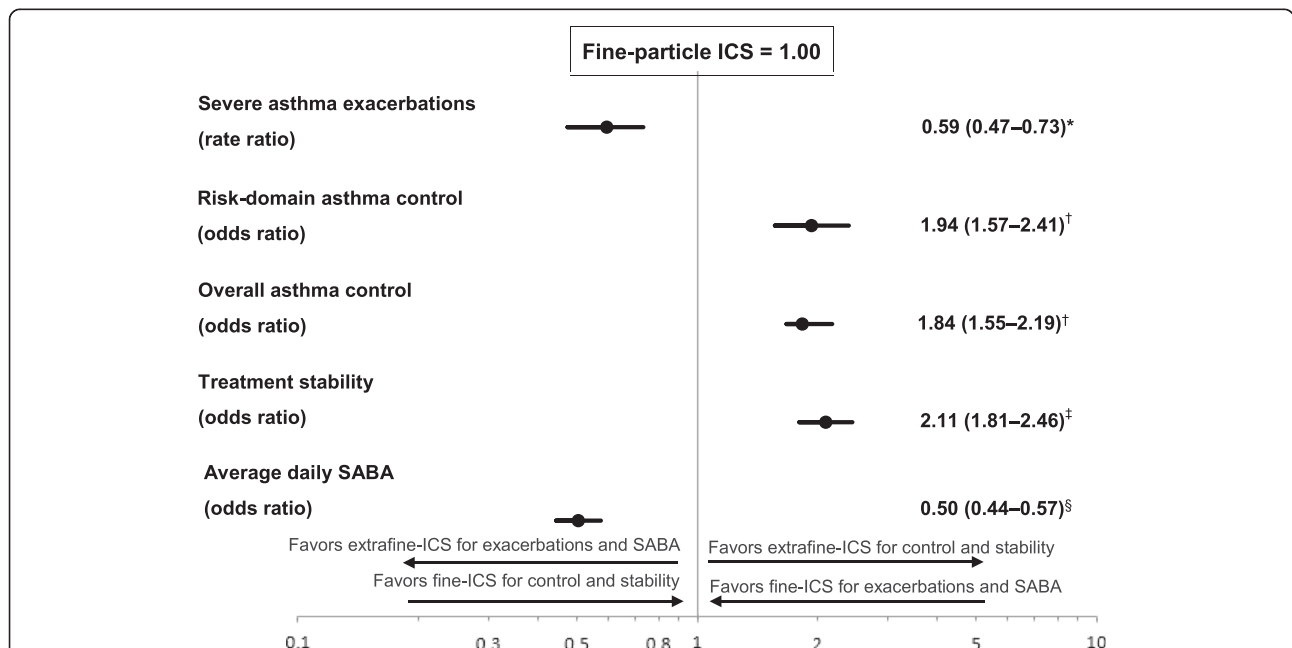 Fine-particle ICS = 1.00
Severe asthma exacerbations
(rate ratio)
0.59 (0.47–0.73)*
Risk-domain asthma control
(odds ratio)
1.94 (1.57–2.41)†
Overall asthma control
(odds ratio)
1.84 (1.55–2.19)†
Treatment stability
(odds ratio)
2.11 (1.81–2.46)‡
Average daily SABA
(odds ratio)
0.50 (0.44–0.57)§
Favors extrafine-ICS for exacerbations and SABA
Favors extrafine-ICS for control and stability
Favors fine-ICS for control and stability
Favors fine-ICS for exacerbations and SABA
0.1 0.3 0.5 0.8 1 2 5 10